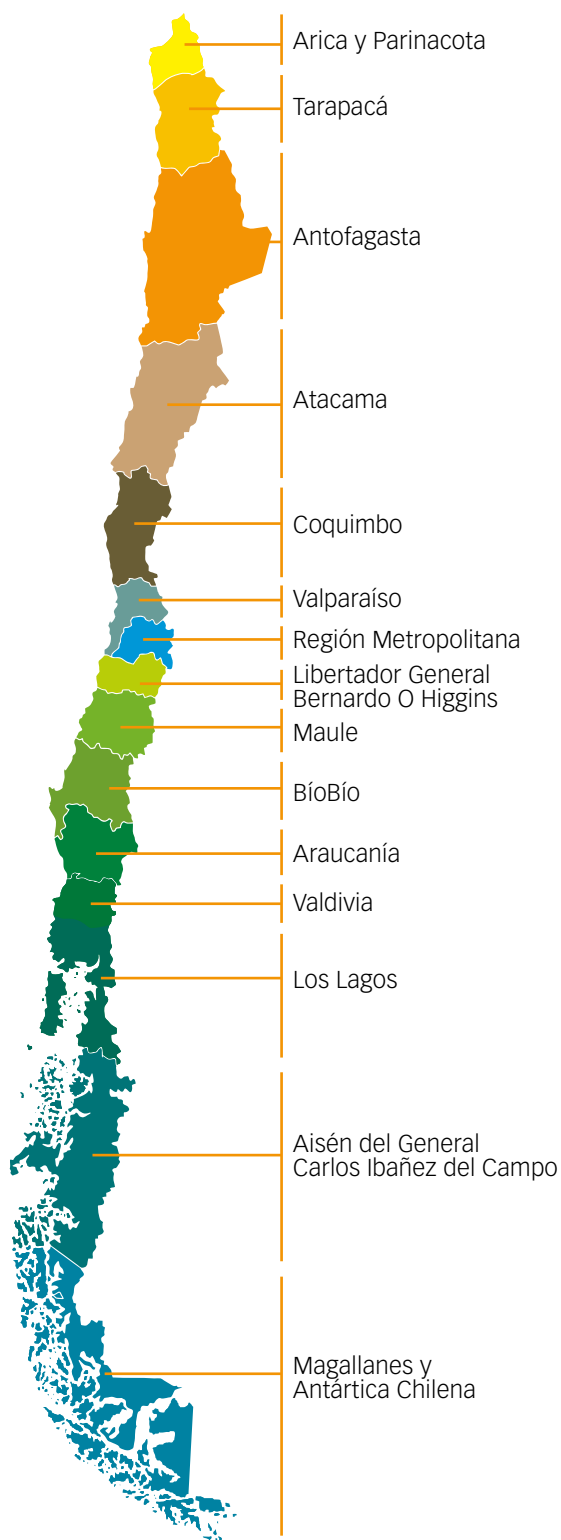 Arica y Parinacota
Tarapacá
Antofagasta
Atacama
Coquimbo
Valparaíso
Región Metropolitana
Libertador General
Bernardo O Higgins
Maule
BíoBío
Araucanía
Valdivia
Los Lagos
Aisén del General
Carlos Ibañez del Campo
Magallanes y
Antártica Chilena